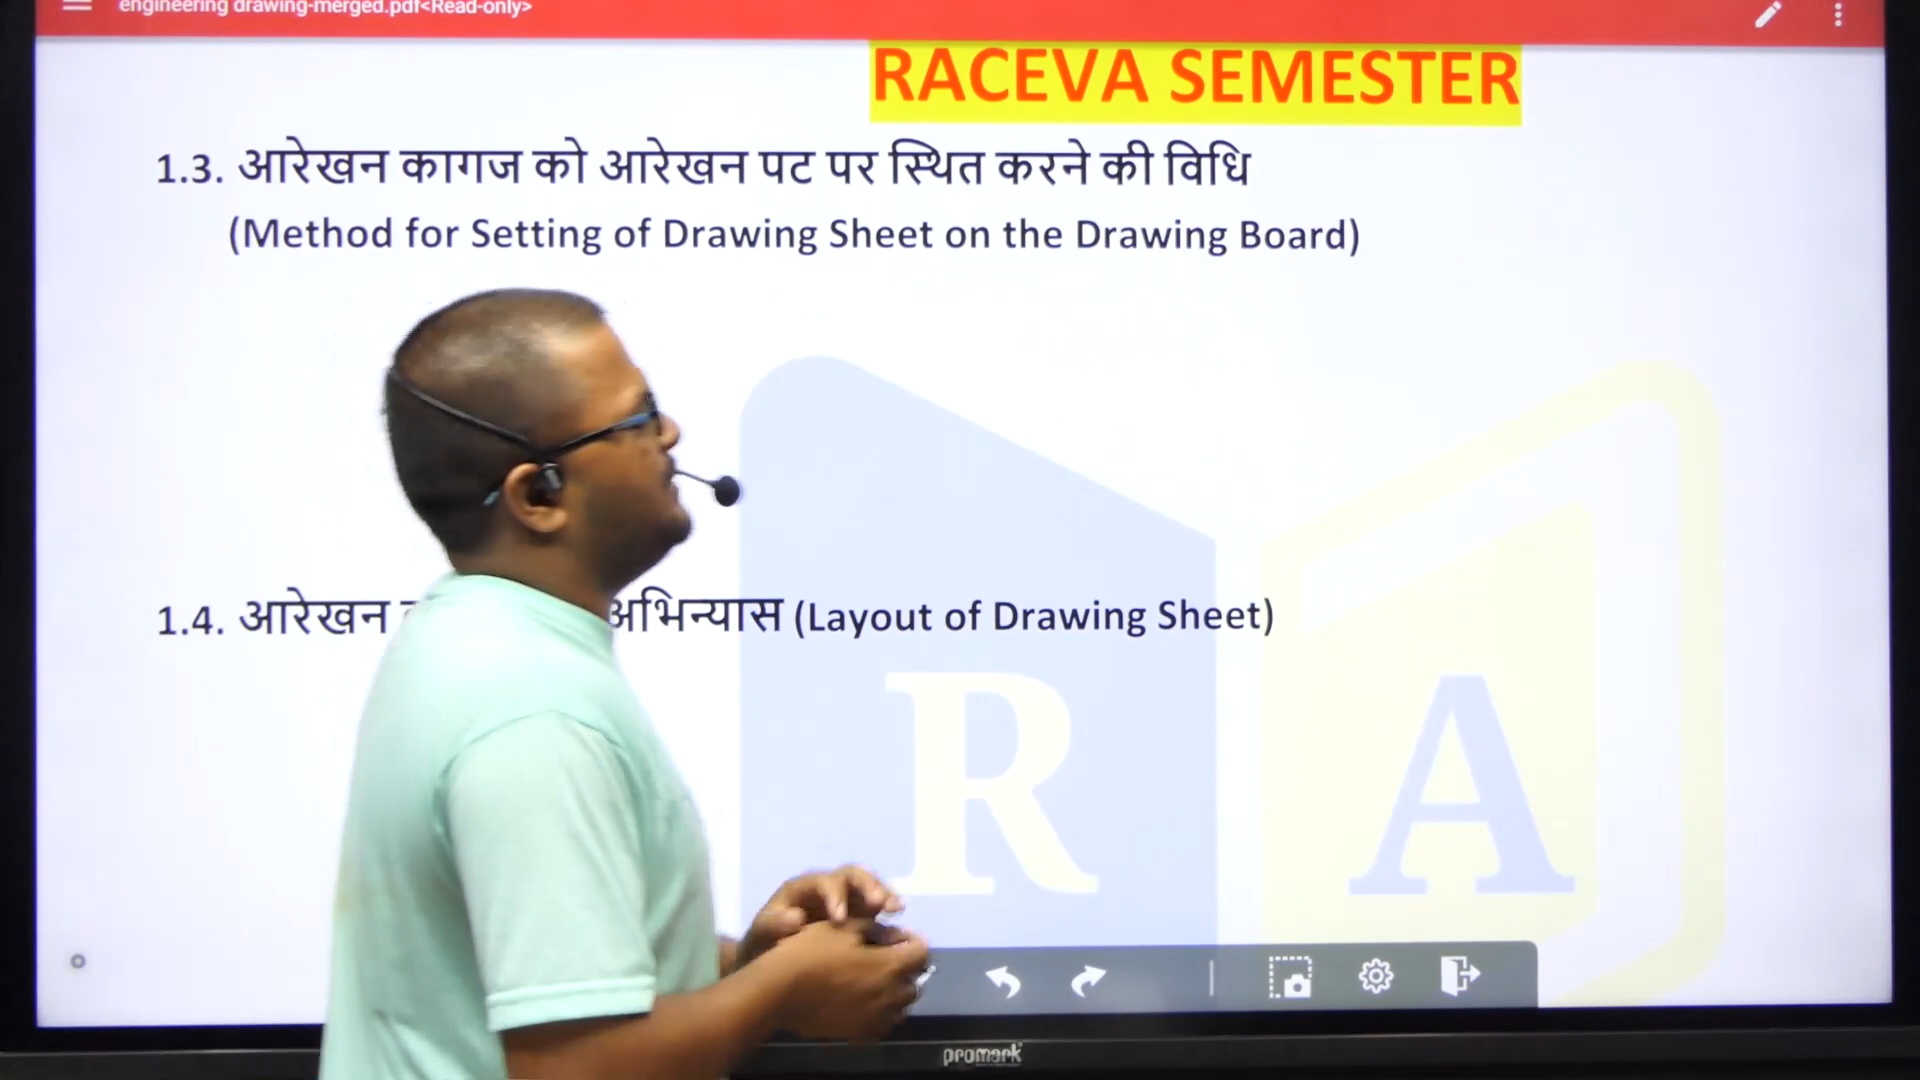 engineering drawing-merged.pdf<Read-only>
RACEVA SEMESTER
1.3. आरेखन कागज को आरेखन पट पर स्थित करने की विधि
(Method for Setting of Drawing Sheet on the Drawing Board)
1.4. आरेखन अभिन्यास (Layout of Drawing Sheet)
R A
promark